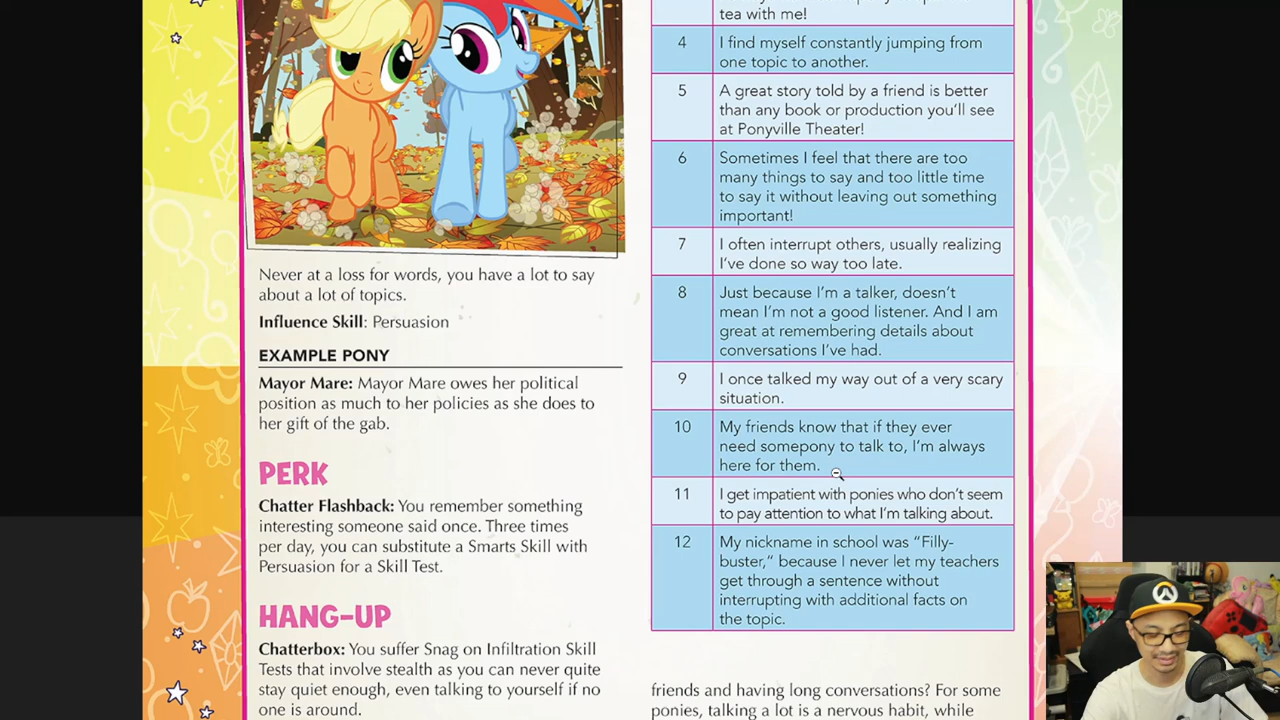 Never at a loss for words, you have a lot to say
about a lot of topics.
Influence Skill: Persuasion
EXAMPLE PONY
Mayor Mare: Mayor Mare owes her political
position as much to her policies as she does to
her gift of the gab.
PERK
Chatter Flashback: You remember something
interesting someone said once. Three times
per day, you can substitute a Smarts Skill with
Persuasion for a Skill Test.
HANG-UP
Chatterbox: You suffer Snag on Infiltration Skill
Tests that involve stealth as you can never quite
stay quiet enough, even talking to yourself if no
one is around.
tea with me!
4 I find myself constantly jumping from
one topic to another.
5 A great story told by a friend is better
than any book or production you'll see
at Ponyville Theater!
6 Sometimes I feel that there are too
many things to say and too little time
to say it without leaving out something
important!
7 I often interrupt others, usually realizing
I've done so way too late.
8 Just because I'm a talker, doesn't
mean I'm not a good listener. And I am
great at remembering details about
conversations I've had.
9 I once talked my way out of a very scary
situation.
10 My friends know that if they ever
need somepony to talk to, I'm always
here for them.
11 I get impatient with ponies who don't seem
to pay attention to what I'm talking about.
12 My nickname in school was "Filly-
buster," because I never let my teachers
get through a sentence without
interrupting with additional facts on
the topic.
friends and having long conversations? For some
ponies, talking a lot is a nervous habit, while